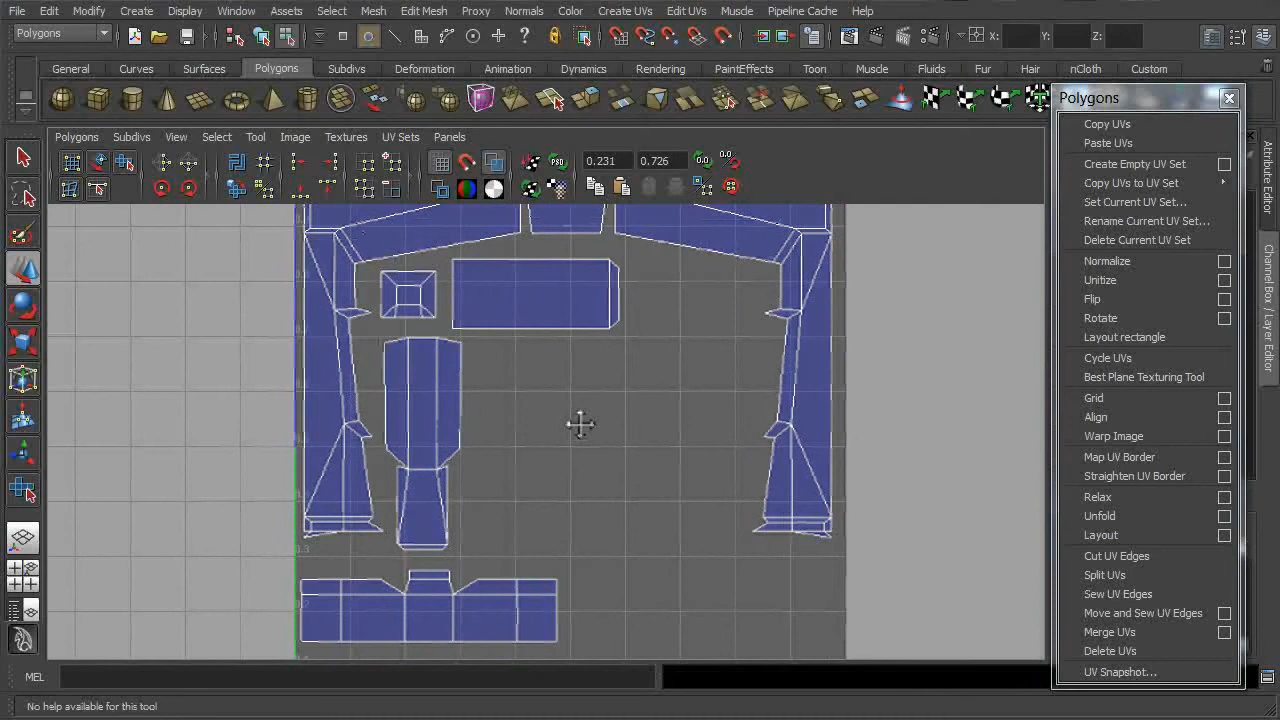 File Edit Modify Create Display Window Assets Select Mesh Edit Mesh Proxy Normals Color Create UVs Edit UVs Muscle Pipeline Cache Help
Polygons X: Y: Z:
General Curves Surfaces Polygons Subdivs Deformation Animation Dynamics Rendering PaintEffects Toon Muscle Fluids Fur Hair nCloth Custom
Polygons
Polygons Subdivs View Select Tool Image Textures UV Sets Panels
0.231 0.726
Copy UVs
Paste UVs
Create Empty UV Set
Copy UVs to UV Set
Set Current UV Set...
Rename Current UV Set...
Delete Current UV Set
Normalize
Unitize
Flip
Rotate
Layout rectangle
Cycle UVs
Best Plane Texturing Tool
Grid
Align
Warp Image
Map UV Border
Straighten UV Border
Relax
Unfold
Layout
Cut UV Edges
Split UVs
Sew UV Edges
Move and Sew UV Edges
Merge UVs
Delete UVs
UV Snapshot...
Attribute Editor
Channel Box / Layer Editor
MEL
No help available for this tool